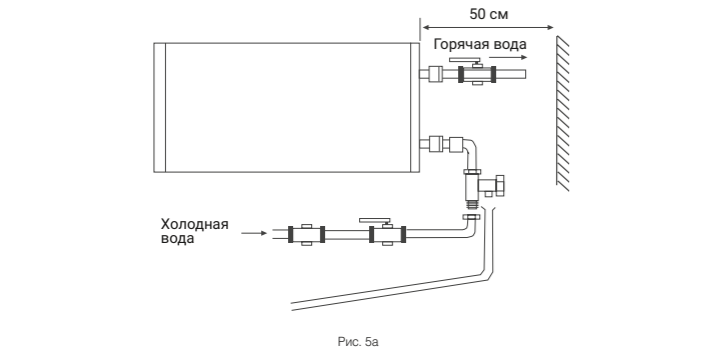 50 см
Горячая вода
Холодная
вода
Рис. 5а